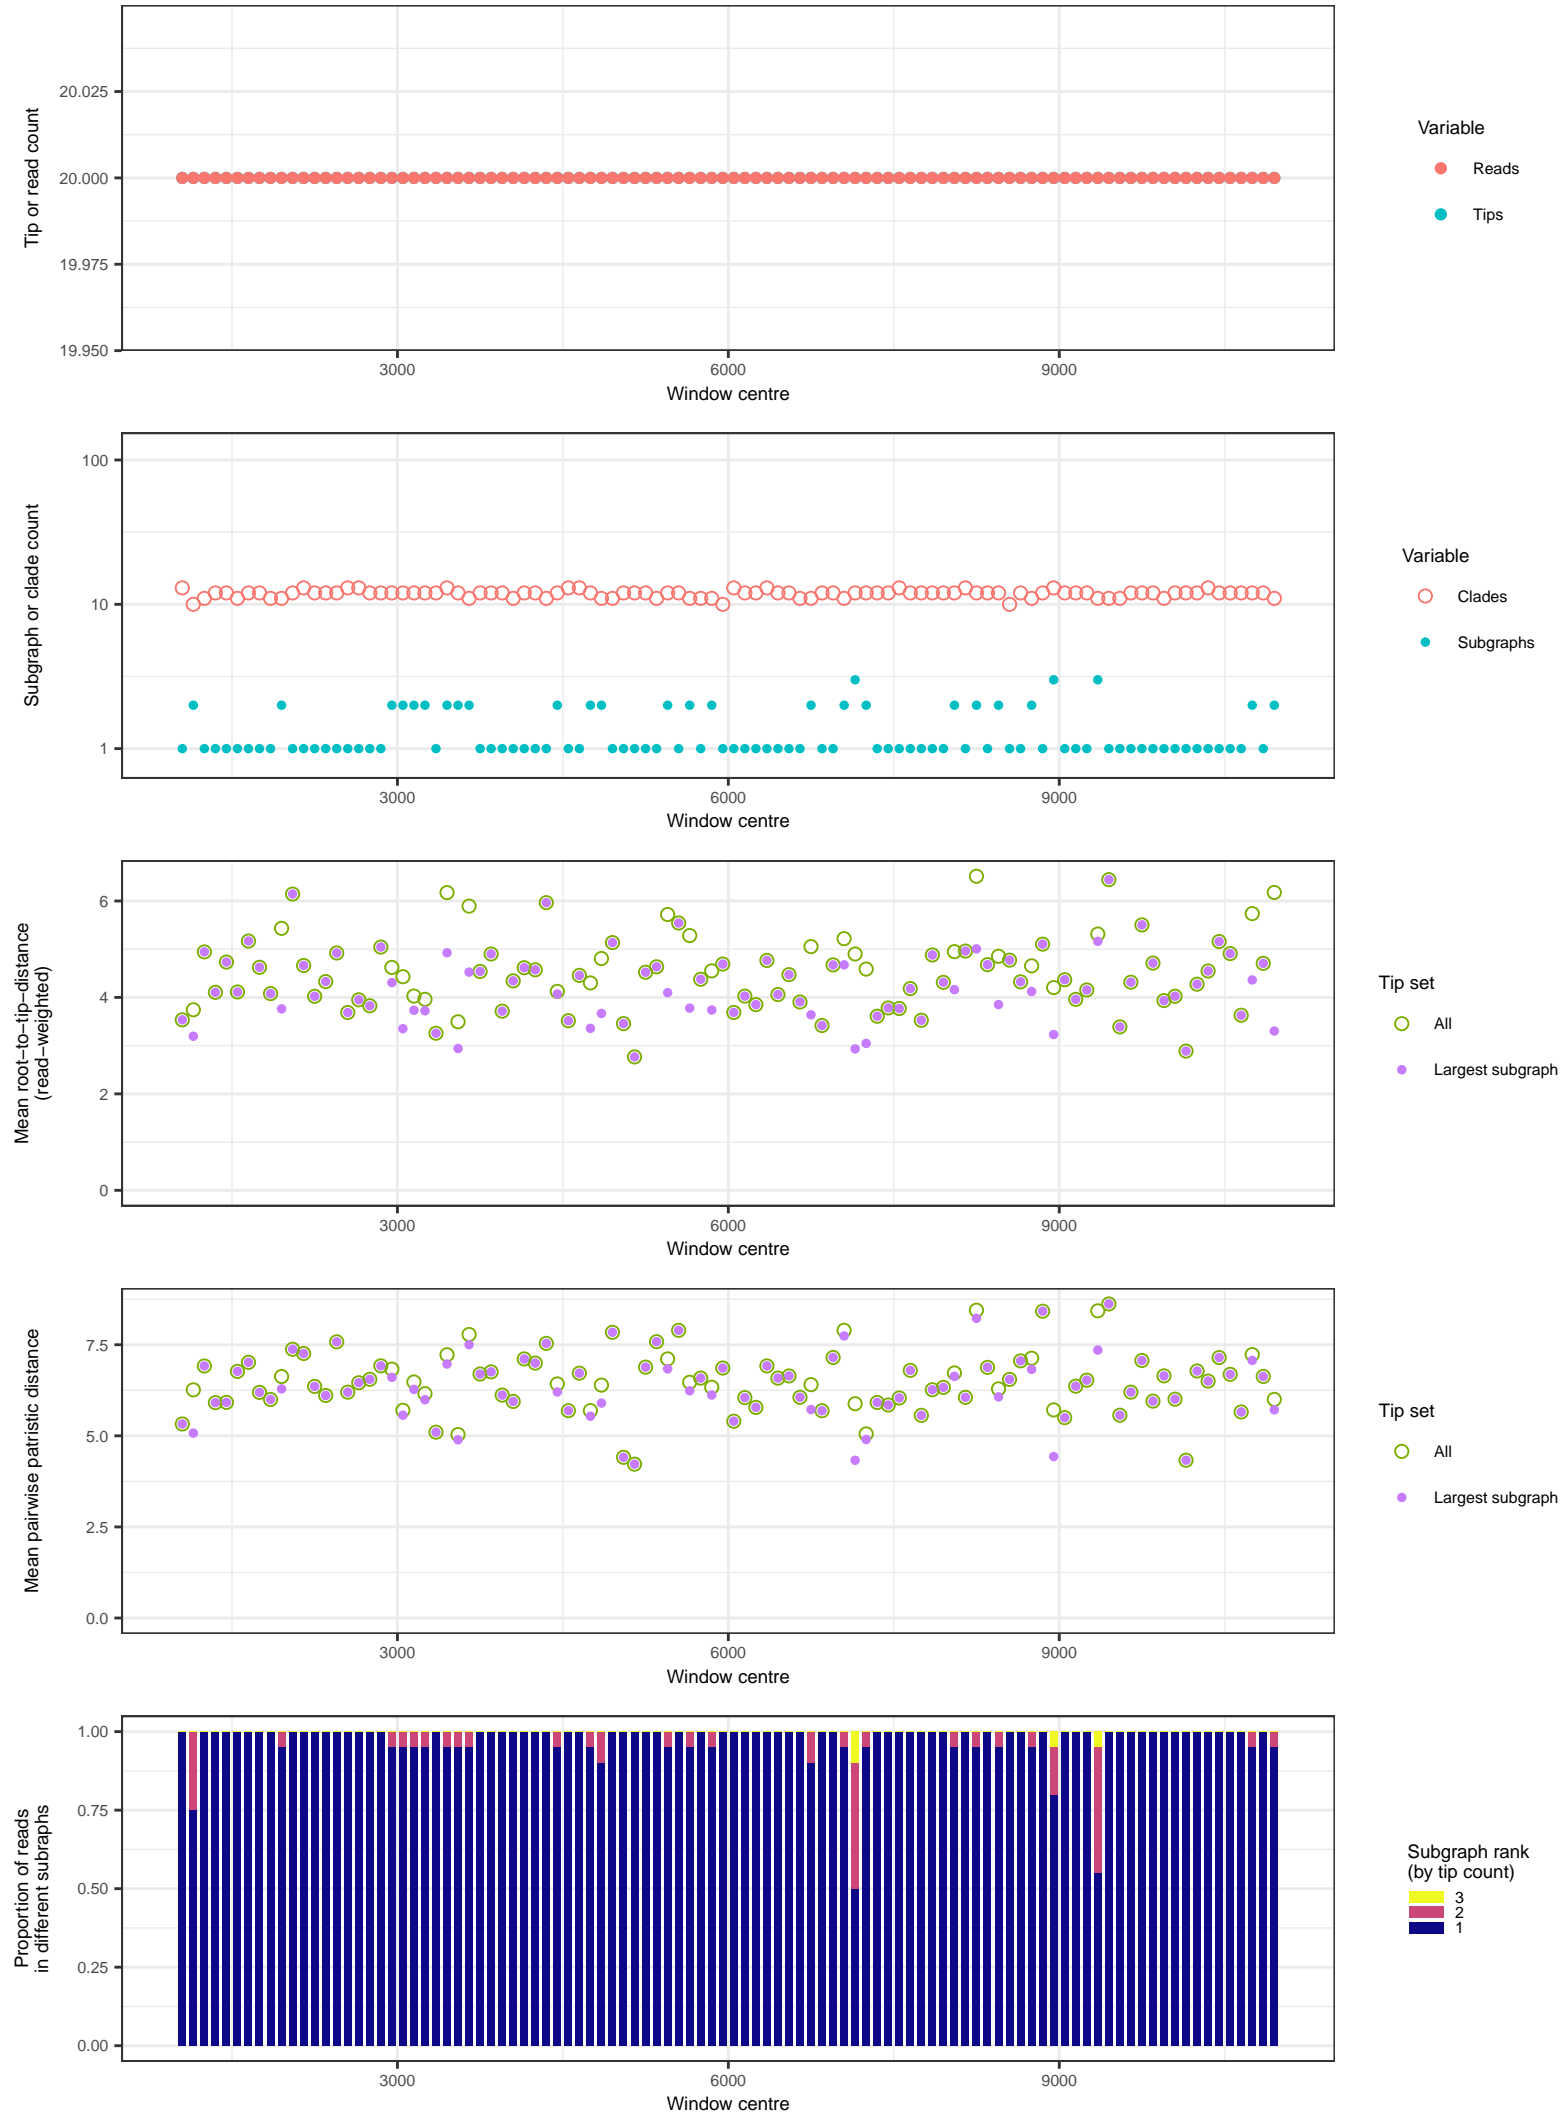 Tip or read count
20.025
20.000
19.975
19.950
3000
6000
9000
Window centre
Variable
Reads
Tips
Subgraph or clade count
100
10
1
3000
6000
9000
Window centre
Variable
Clades
Subgraphs
Mean root−to−tip−distance
(read−weighted)
6
4
2
0
3000
6000
9000
Window centre
Tip set
All
Largest subgraph
Mean pairwise patristic distance
7.5
5.0
2.5
0.0
3000
6000
9000
Window centre
Tip set
All
Largest subgraph
Proportion of reads
in different subraphs
1.00
0.75
0.50
0.25
0.00
3000
6000
9000
Window centre
Subgraph rank
(by tip count)
3
2
1